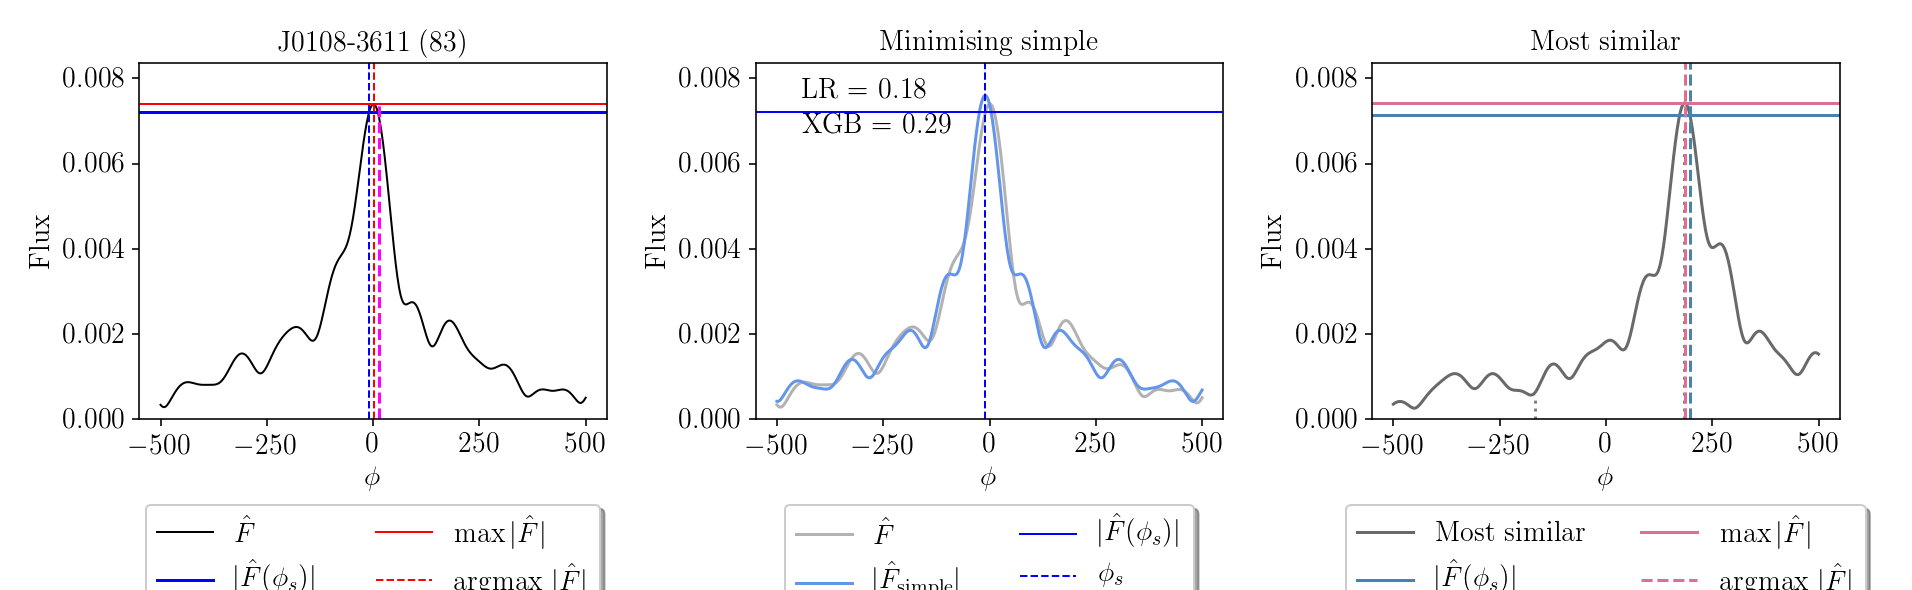 J0108-3611 (83)
0.008
0.006
0.004
0.002
0.000
Flux
−500
−250
0
250
500
ϕ
F̂
max|F̂|
|F̂(ϕₛ)|
argmax |F̂|
Minimising simple
LR = 0.18
XGB = 0.29
0.008
0.006
0.004
0.002
0.000
Flux
−500
−250
0
250
500
ϕ
F̂
|F̂(ϕₛ)|
|F̂simple|
ϕₛ
Most similar
0.008
0.006
0.004
0.002
0.000
Flux
−500
−250
0
250
500
ϕ
Most similar
max|F̂|
|F̂(ϕₛ)|
argmax |F̂|